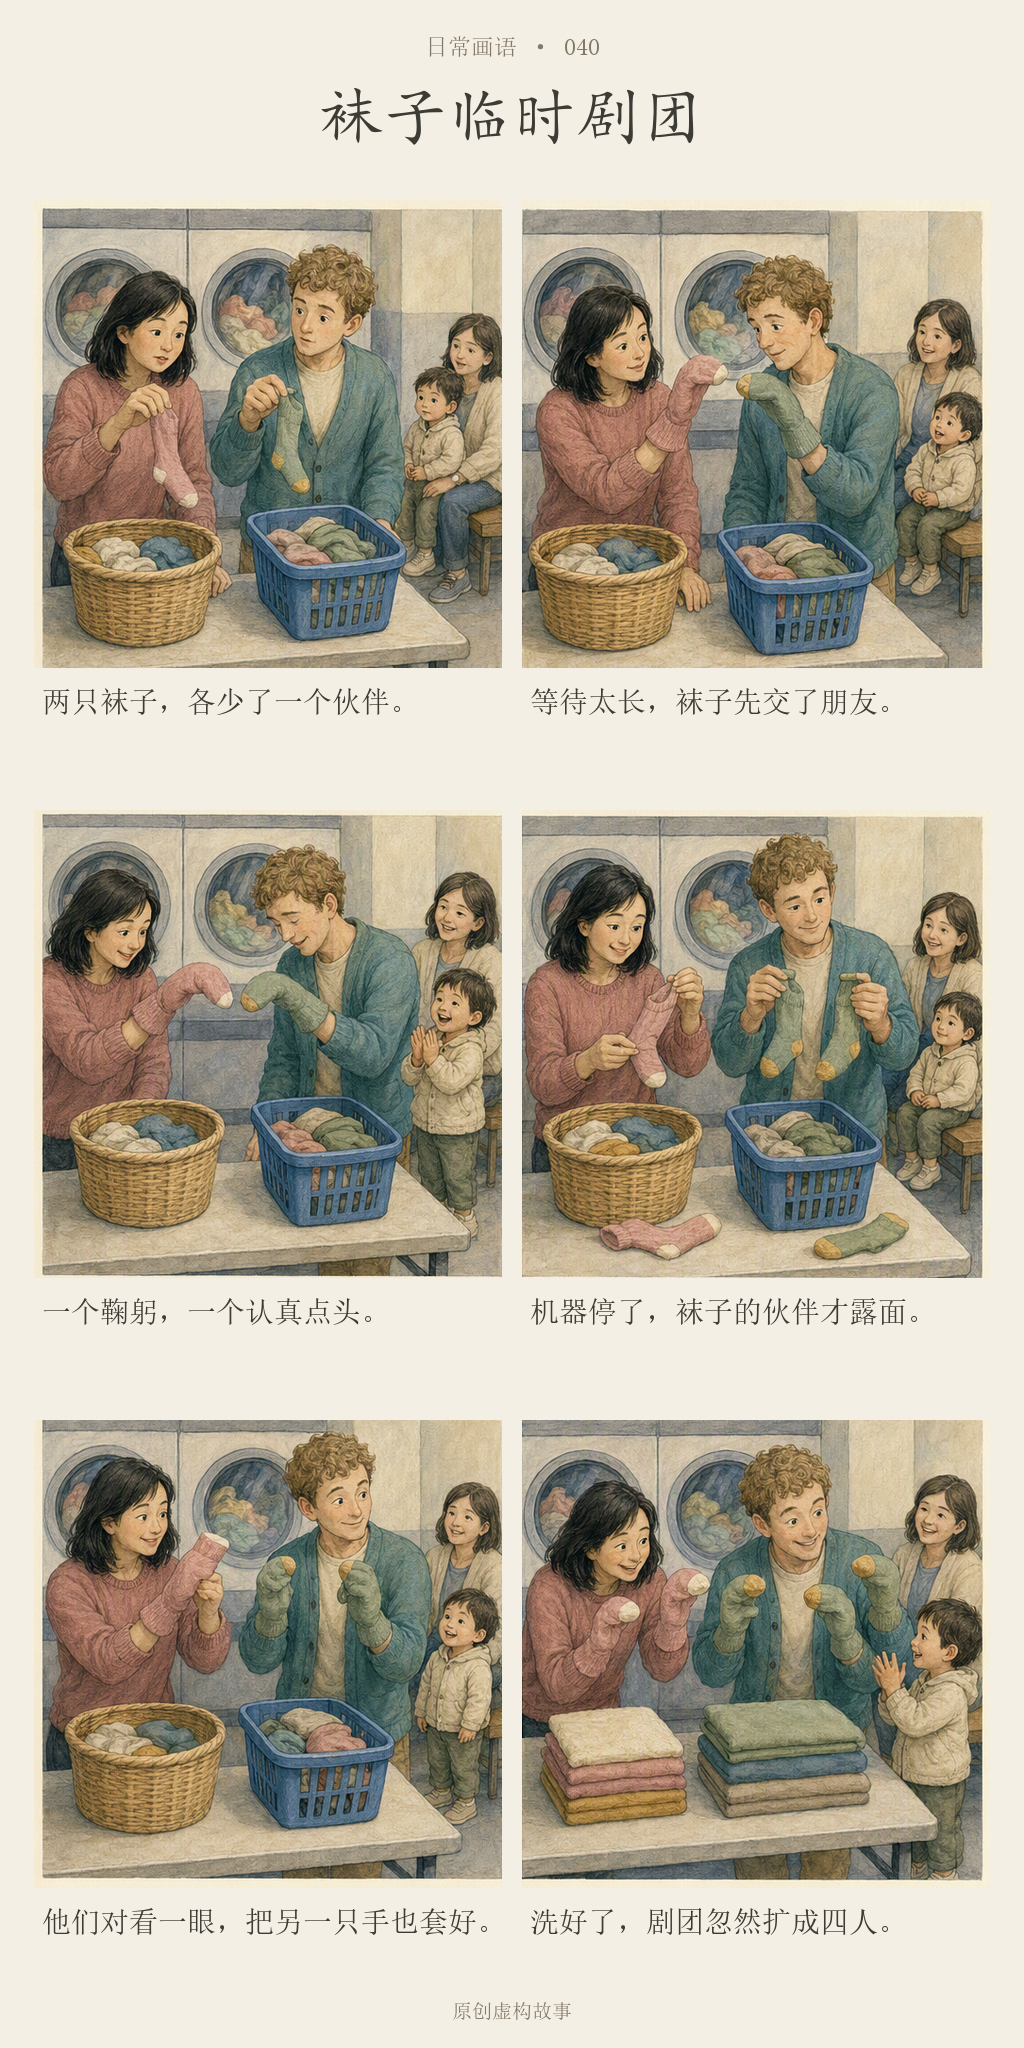 日常画语 • 040
袜子临时剧团
两只袜子，各少了一个伙伴。
等待太长，袜子先交了朋友。
一个鞠躬，一个认真点头。
机器停了，袜子的伙伴才露面。
他们对看一眼，把另一只手也套好。
洗好了，剧团忽然扩成四人。
原创虚构故事